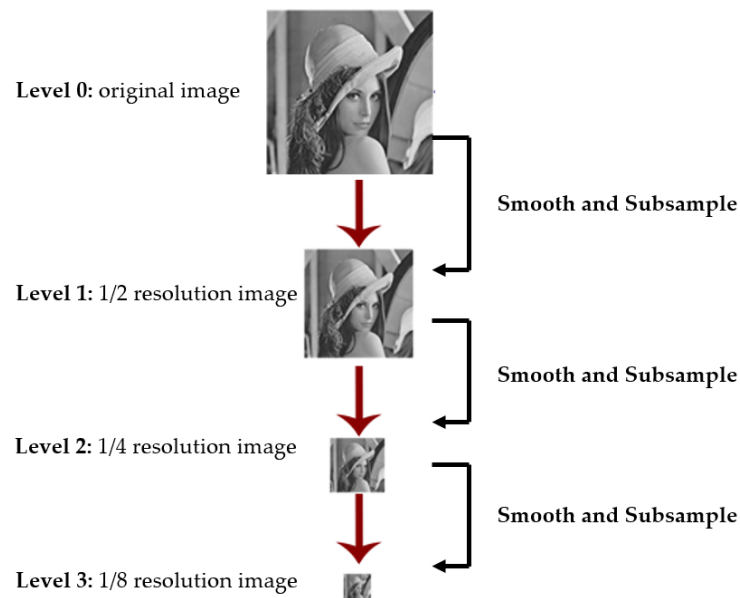 Level 0: original image
Smooth and Subsample
Level 1: 1/2 resolution image
Smooth and Subsample
Level 2: 1/4 resolution image
Smooth and Subsample
Level 3: 1/8 resolution image